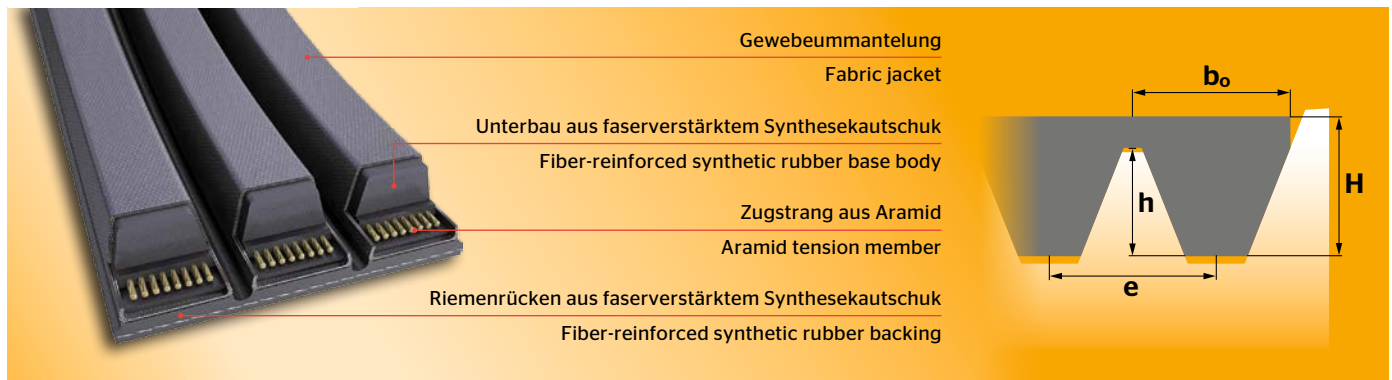 Gewebeummantelung
Fabric jacket
Unterbau aus faserverstärktem Synthesekautschuk
Fiber-reinforced synthetic rubber base body
Zugstrang aus Aramid
Aramid tension member
Riemenrücken aus faserverstärktem Synthesekautschuk
Fiber-reinforced synthetic rubber backing
bₒ
H
h
e